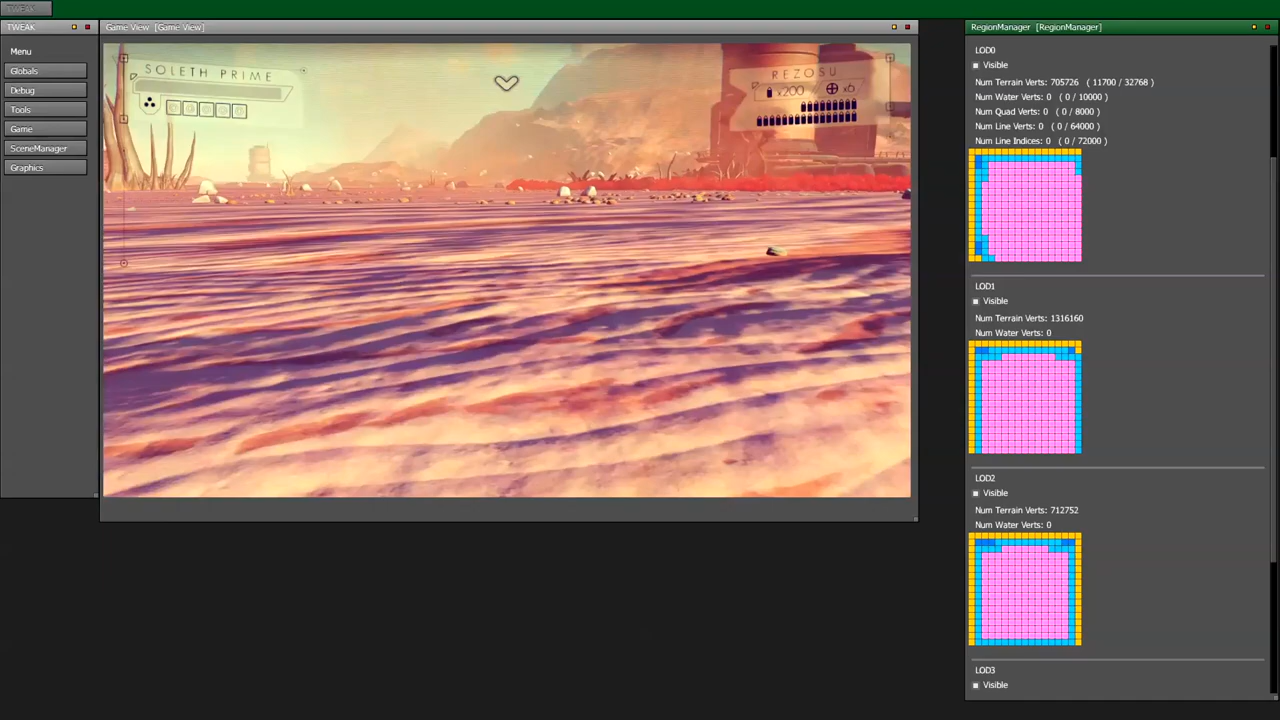 TWEAK
TWEAK
Menu
Globals
Debug
Tools
Game
SceneManager
Graphics
Game View [Game View]
SOLETH PRIME
REZOSU
x200 x6
RegionManager [RegionManager]
LOD0
Visible
Num Terrain Verts: 705726 ( 11700 / 32768 )
Num Water Verts: 0 ( 0 / 10000 )
Num Quad Verts: 0 ( 0 / 8000 )
Num Line Verts: 0 ( 0 / 64000 )
Num Line Indices: 0 ( 0 / 72000 )
LOD1
Visible
Num Terrain Verts: 1316160
Num Water Verts: 0
LOD2
Visible
Num Terrain Verts: 712752
Num Water Verts: 0
LOD3
Visible